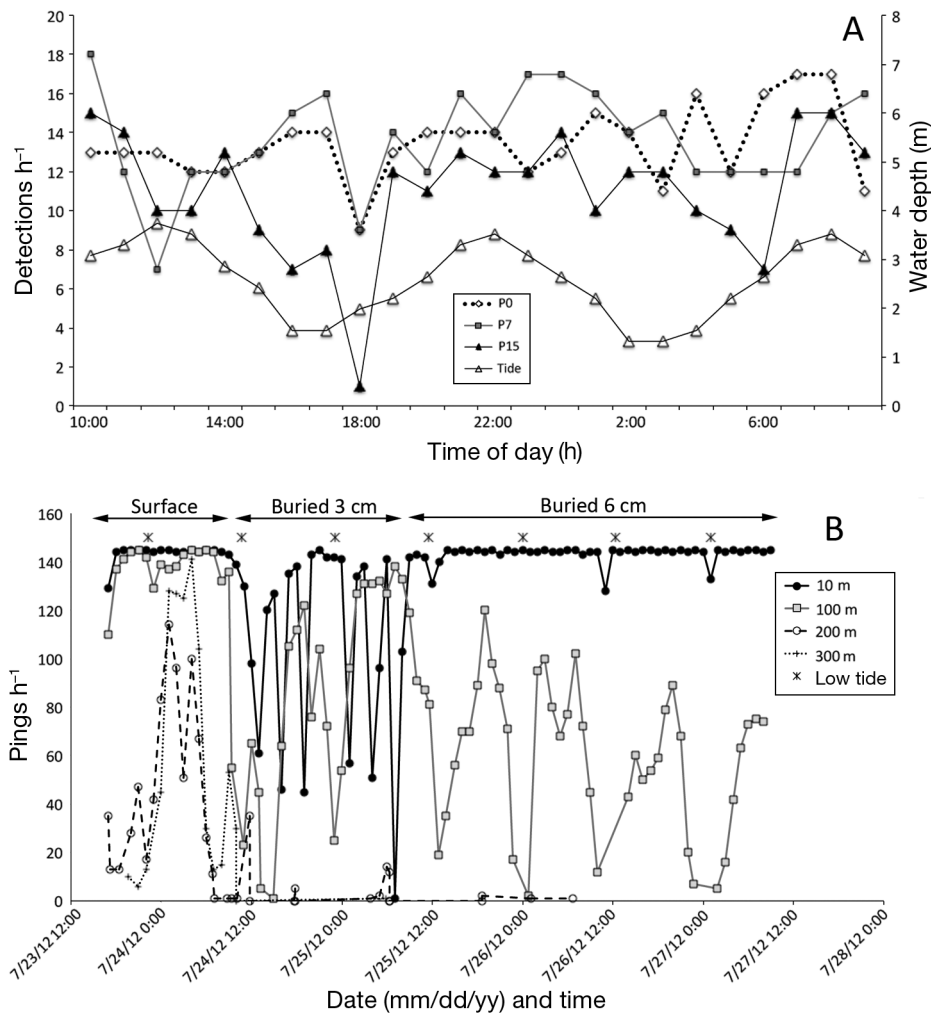 A
20
18
16
14
12
10
8
6
4
2
0
Detections h–1
8
7
6
5
4
3
2
1
0
Water depth (m)
P0
P7
P15
Tide
10:00 14:00 18:00 22:00 2:00 6:00
Time of day (h)
Surface Buried 3 cm Buried 6 cm
B
160
140
120
100
80
60
40
20
0
Pings h–1
10 m
100 m
200 m
300 m
Low tide
7/23/12 12:00
7/24/12 0:00
7/24/12 12:00
7/25/12 0:00
7/25/12 12:00
7/26/12 0:00
7/26/12 12:00
7/27/12 0:00
7/27/12 12:00
7/28/12 0:00
Date (mm/dd/yy) and time